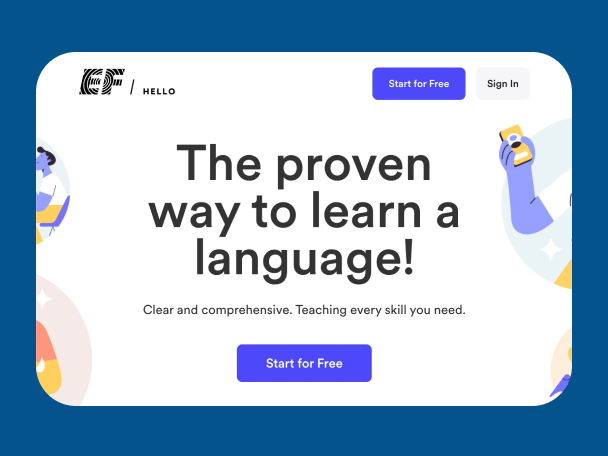 EF / HELLO
Start for Free
Sign In
The proven
way to learn a
language!
Clear and comprehensive. Teaching every skill you need.
Start for Free